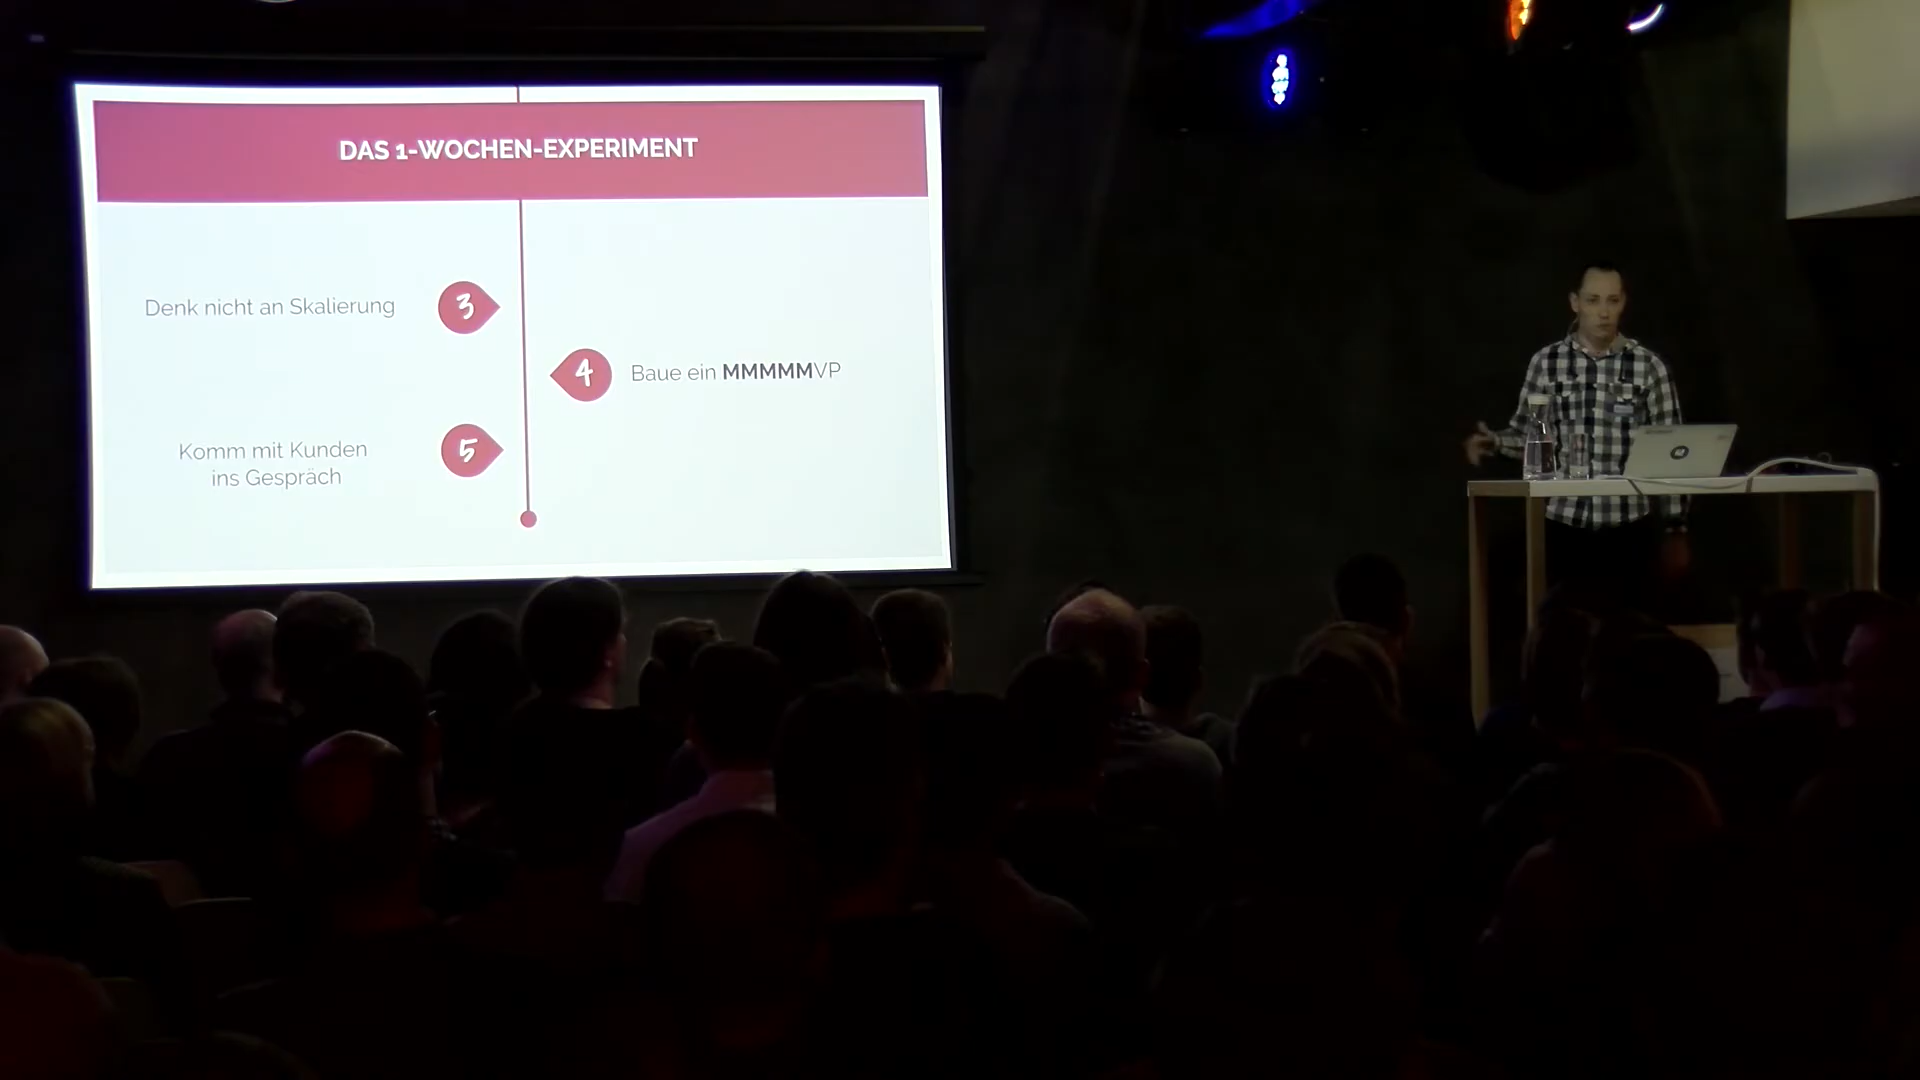 DAS 1-WOCHEN-EXPERIMENT
Denk nicht an Skalierung
3
4
Baue ein MMMMMVP
5
Komm mit Kunden
ins Gespräch